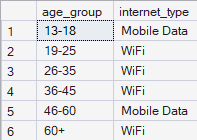 age_group internet_type
1 13-18 Mobile Data
2 19-25 WiFi
3 26-35 WiFi
4 36-45 WiFi
5 46-60 Mobile Data
6 60+ WiFi